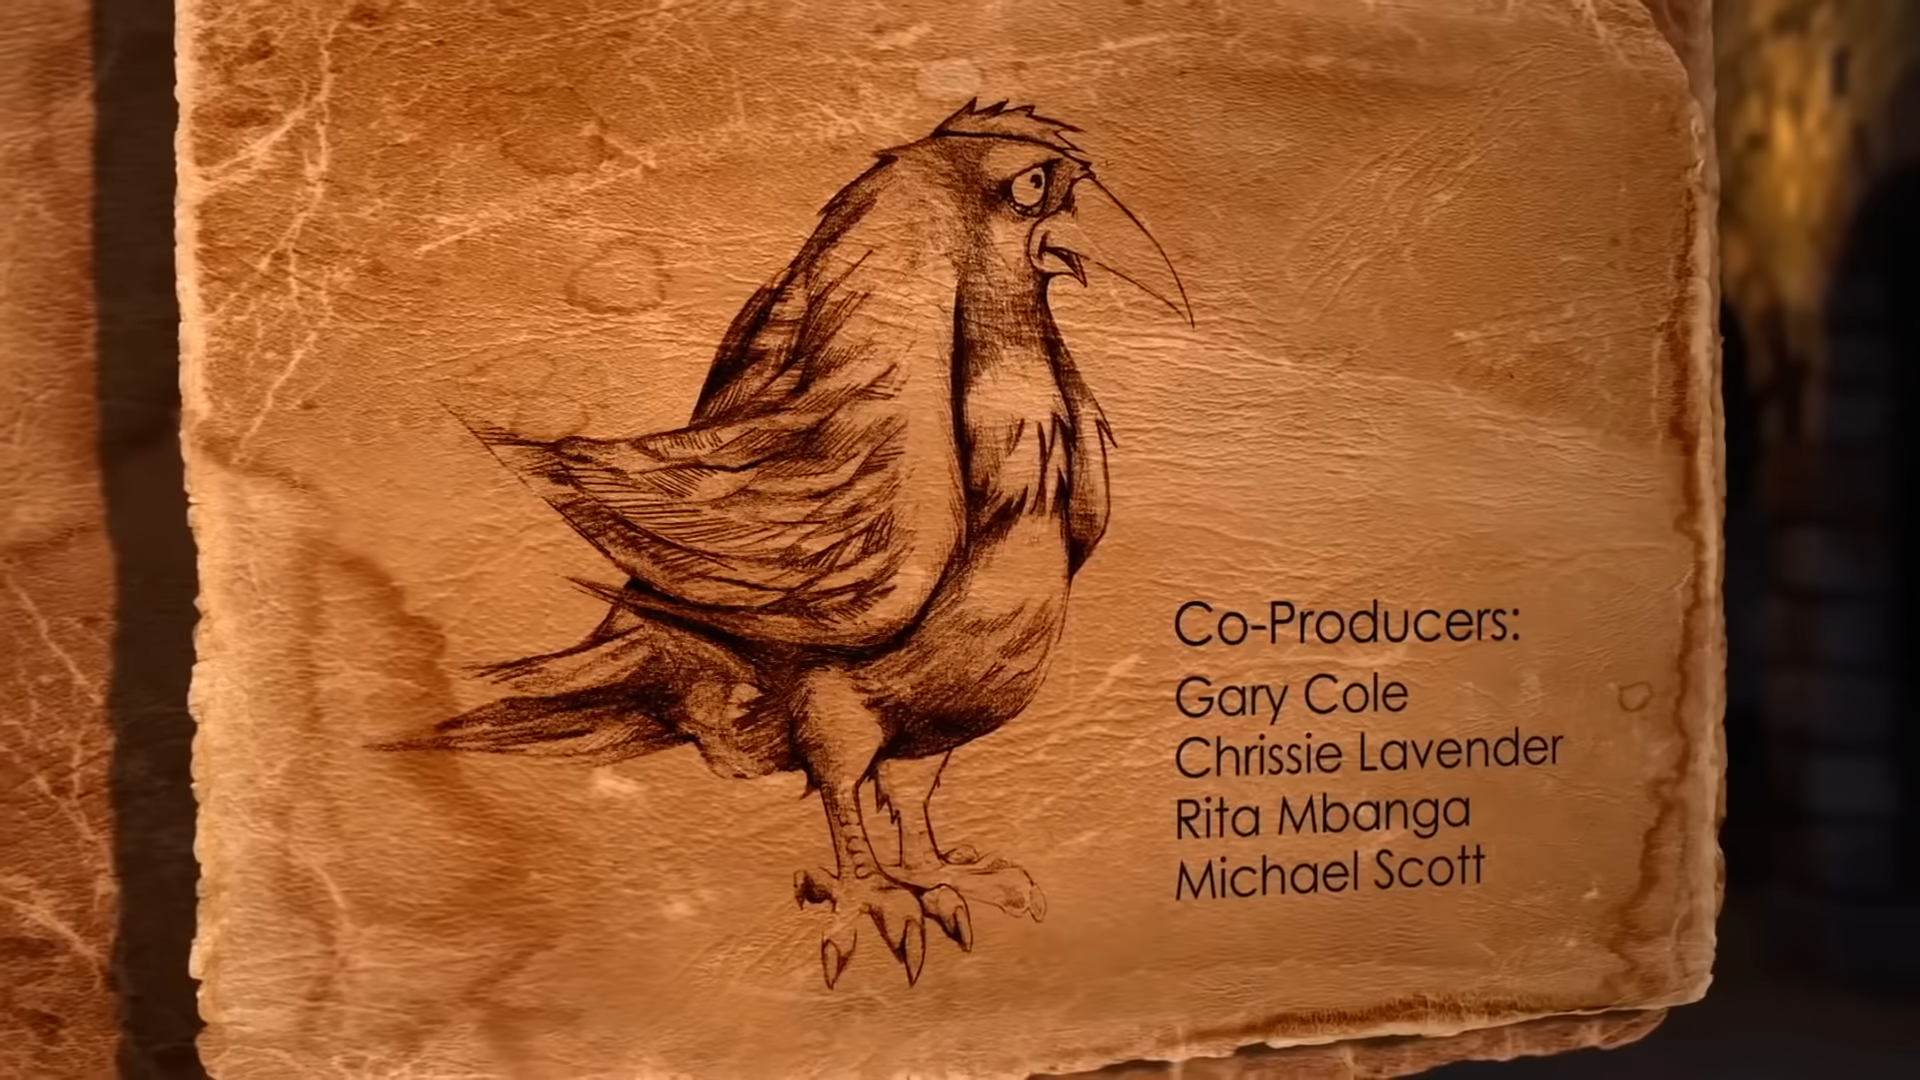 Co-Producers:
Gary Cole
Chrissie Lavender
Rita Mbanga
Michael Scott